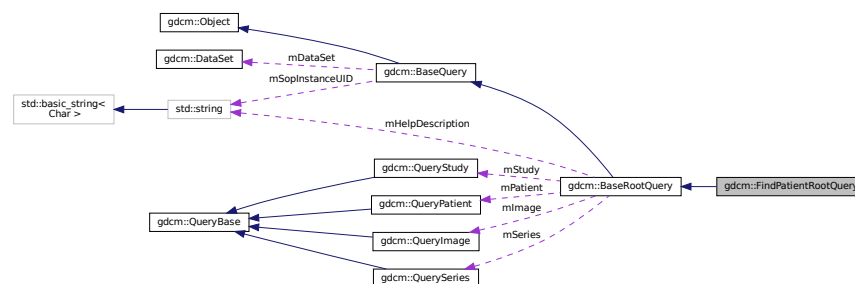 gdcm::Object
gdcm::DataSet
mDataSet
gdcm::BaseQuery
mSopInstanceUID
std::basic_string<
Char >
std::string
mHelpDescription
gdcm::QueryStudy
mStudy
gdcm::BaseRootQuery
gdcm::FindPatientRootQuery
mPatient
gdcm::QueryPatient
mImage
gdcm::QueryBase
gdcm::QueryImage
mSeries
gdcm::QuerySeries